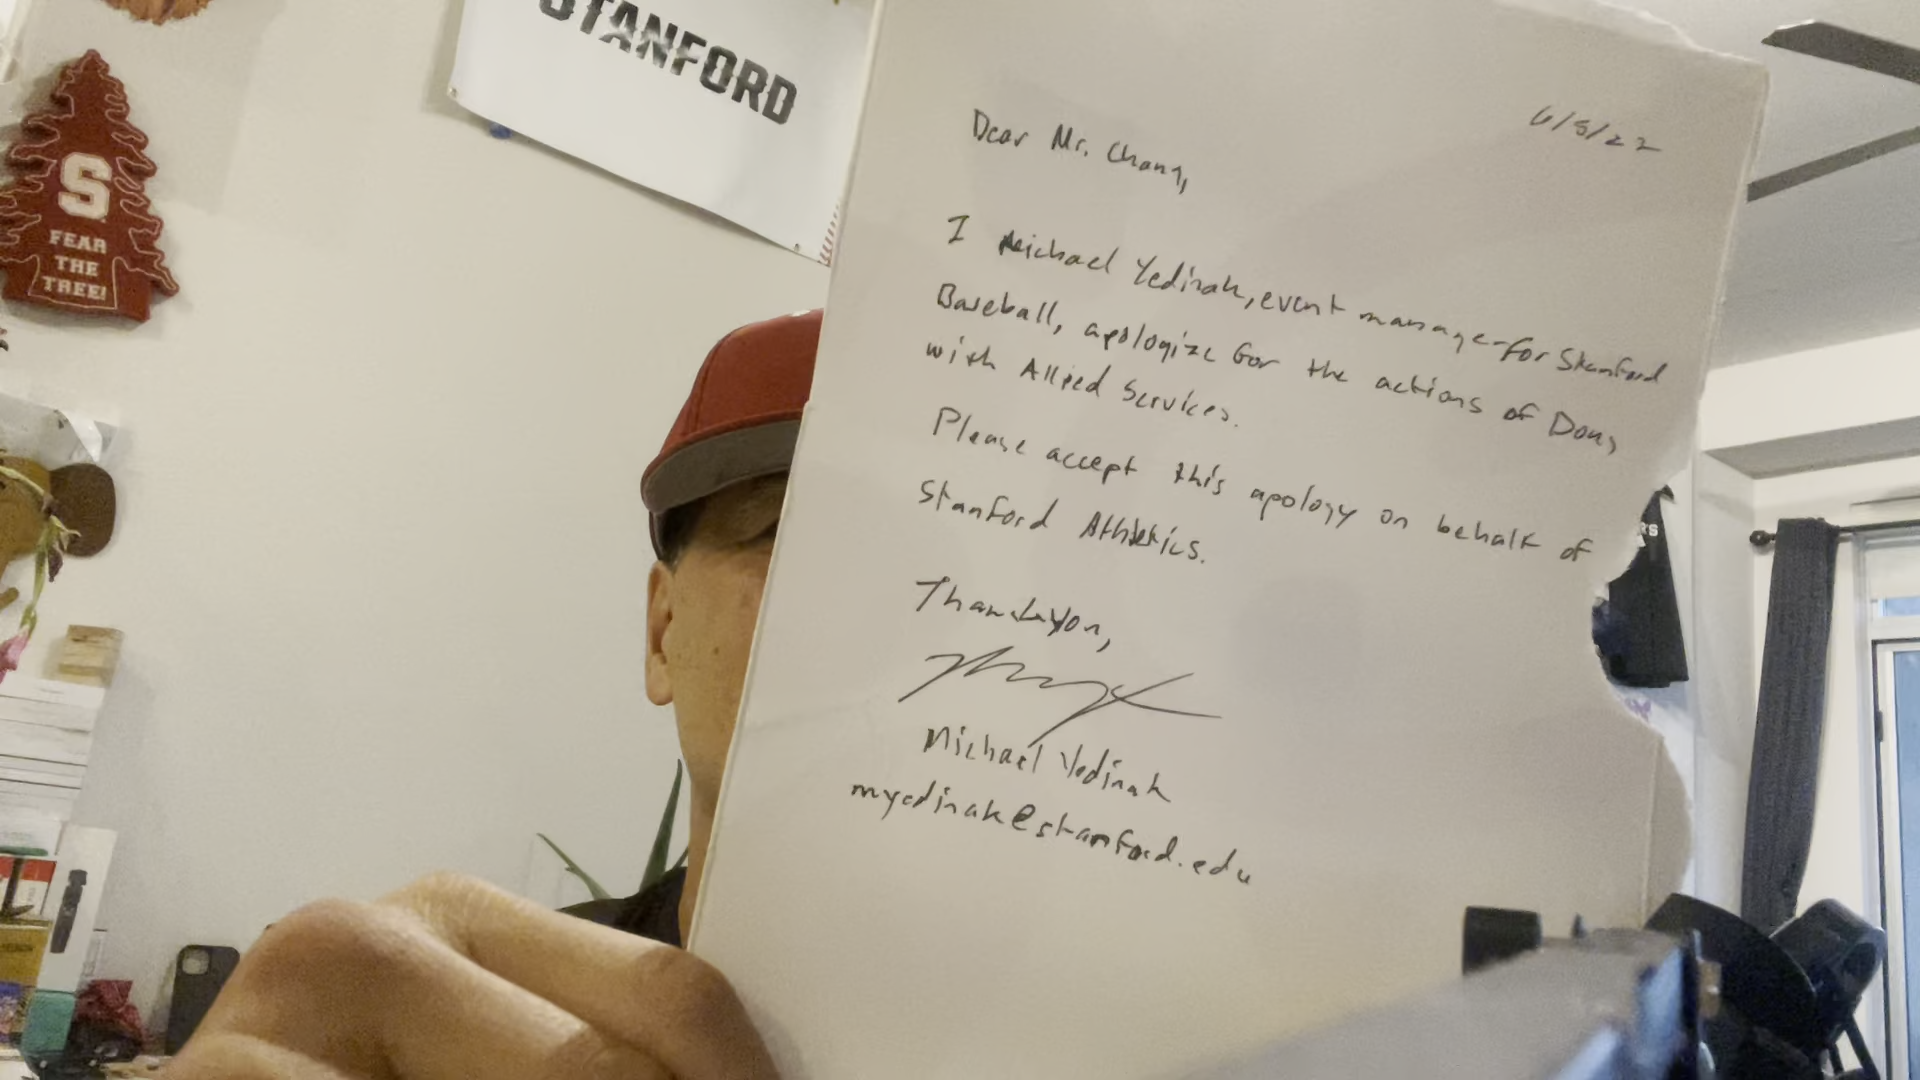 STANFORD
S
FEAR
THE
TREE!
6/8/22
Dear Mr. Chang,
I Michael Yedinak, event manager for Stanford
Baseball, apologize for the actions of Doug
with Allied Services.
Please accept this apology on behalf of
Stanford Athletics.
Thank you,
Michael Yedinak
myedinak@stanford.edu